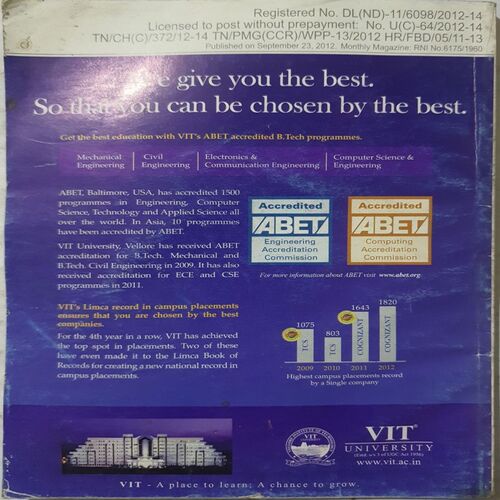 Registered No. DL(ND)-11/6098/2012-14
Licensed to post without prepayment: No. U(C)-64/2012-14
TN/CH(C)/372/12-14 TN/PMG(CCR)/WPP-13/2012 HR/FBD/05/11-13
Published on September 23, 2012. Monthly Magazine: RNI No.6175/1960
We give you the best.
So that you can be chosen by the best.
Get the best education with VIT's ABET accredited B.Tech programmes.
Mechanical Engineering
Civil Engineering
Electronics & Communication Engineering
Computer Science & Engineering
ABET, Baltimore, USA, has accredited 1500
programmes in Engineering, Computer
Science, Technology and Applied Science all
over the world. In Asia, 10 programmes
have been accredited by ABET.
VIT University, Vellore has received ABET
accreditation for B.Tech. Mechanical and
B.Tech. Civil Engineering in 2009. It has also
received accreditation for ECE and CSE
programmes in 2011.
Accredited
ABET
Engineering
Accreditation
Commission
Accredited
ABET
Computing
Accreditation
Commission
For more information about ABET visit www.abet.org
VIT's Limca record in campus placements
ensures that you are chosen by the best
companies.
For the 4th year in a row, VIT has achieved
the top spot in placements. Two of these
have even made it to the Limca Book of
Records for creating a new national record in
campus placements.
1075
803
1643
1820
TCS
TCS
COGNIZANT
COGNIZANT
2009 2010 2011 2012
Highest campus placements record
by a Single company
VIT
VIT
UNIVERSITY
(Estd. u/s 3 of UGC Act 1956)
www.vit.ac.in
VIT - A place to learn; A chance to grow.